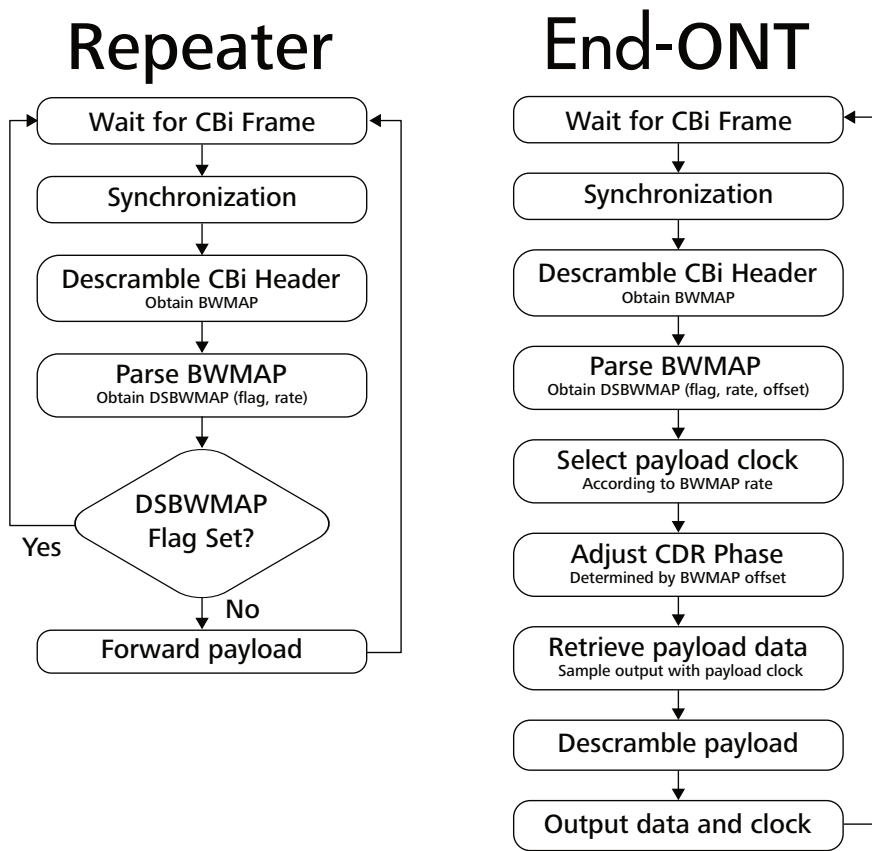 Repeater
Wait for CBi Frame
Synchronization
Descramble CBi Header
Obtain BWMAP
Parse BWMAP
Obtain DSBWMAP (flag, rate)
DSBWMAP
Flag Set?
Yes
No
Forward payload
End-ONT
Wait for CBi Frame
Synchronization
Descramble CBi Header
Obtain BWMAP
Parse BWMAP
Obtain DSBWMAP (flag, rate, offset)
Select payload clock
According to BWMAP rate
Adjust CDR Phase
Determined by BWMAP offset
Retrieve payload data
Sample output with payload clock
Descramble payload
Output data and clock